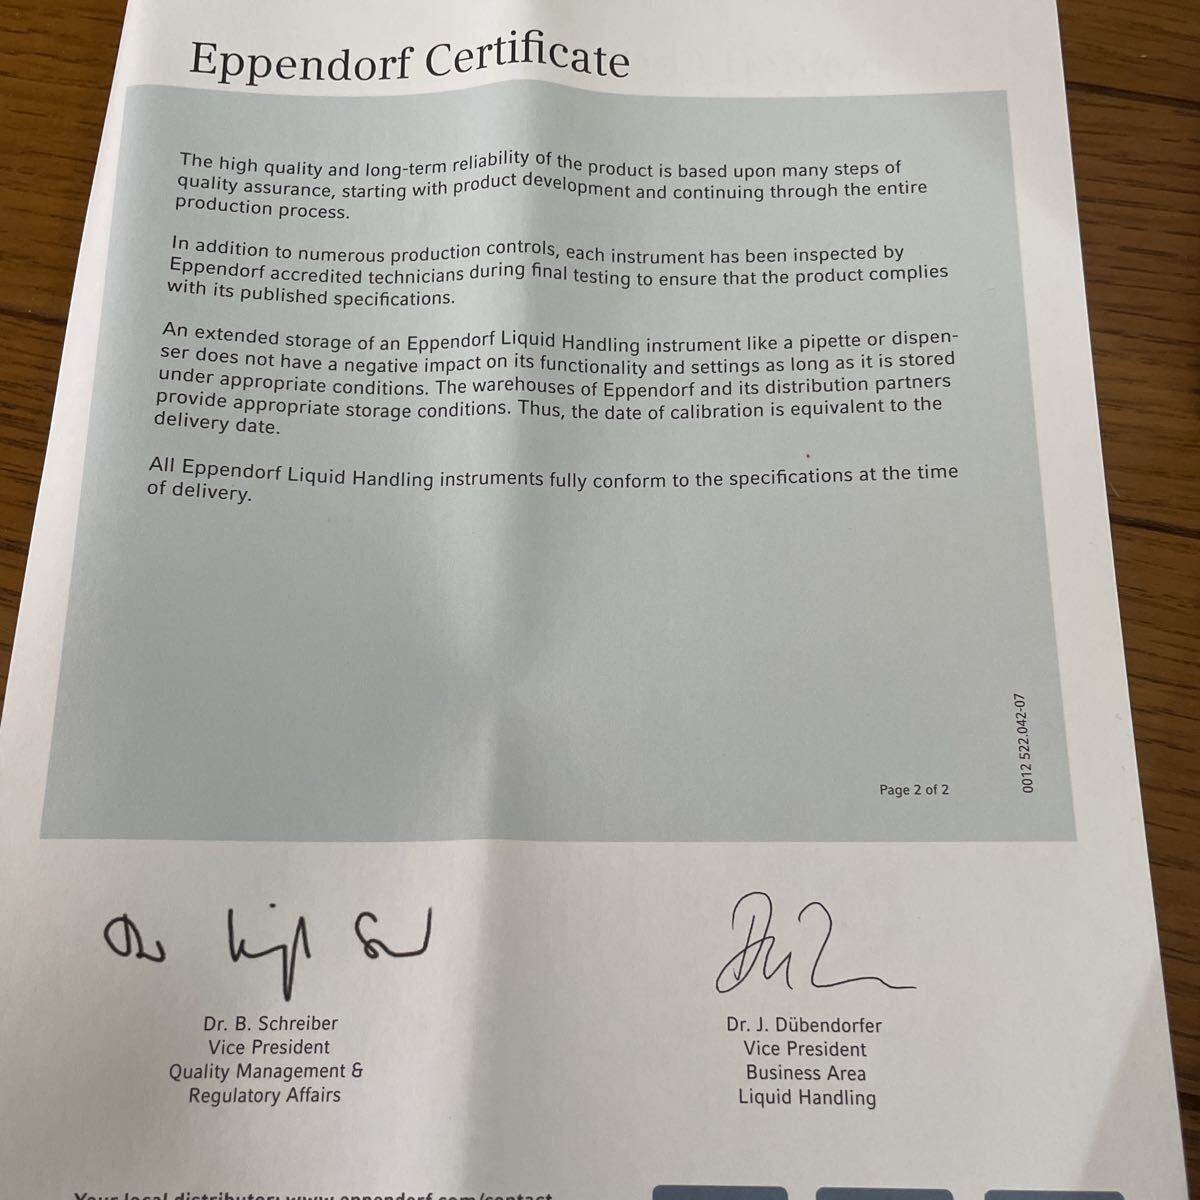 Eppendorf Certificate
The high quality and long-term reliability of the product is based upon many steps of
quality assurance, starting with product development and continuing through the entire
production process.
In addition to numerous production controls, each instrument has been inspected by
Eppendorf accredited technicians during final testing to ensure that the product complies
with its published specifications.
An extended storage of an Eppendorf Liquid Handling instrument like a pipette or dispen-
ser does not have a negative impact on its functionality and settings as long as it is stored
under appropriate conditions. The warehouses of Eppendorf and its distribution partners
provide appropriate storage conditions. Thus, the date of calibration is equivalent to the
delivery date.
All Eppendorf Liquid Handling instruments fully conform to the specifications at the time
of delivery.
Page 2 of 2
0012 522.042-07
Dr. B. Schreiber
Vice President
Quality Management &
Regulatory Affairs
Dr. J. Dübendorfer
Vice President
Business Area
Liquid Handling
Your local distributor: www.eppendorf.com/contact